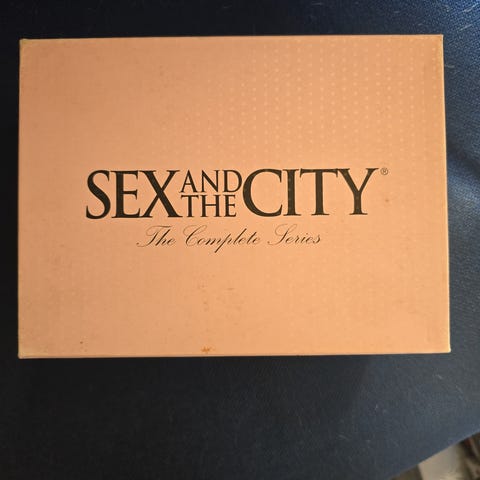 SEX AND THE CITY®
The Complete Series